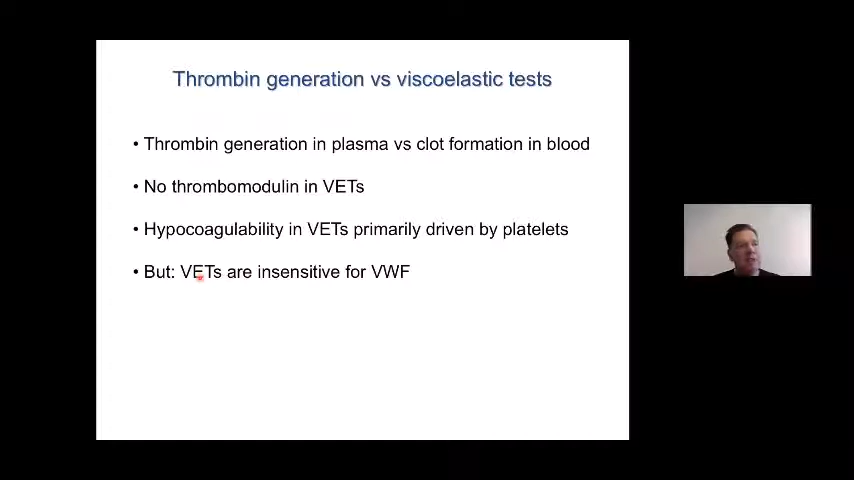 Thrombin generation vs viscoelastic tests
• Thrombin generation in plasma vs clot formation in blood
• No thrombomodulin in VETs
• Hypocoagulability in VETs primarily driven by platelets
• But: VETs are insensitive for VWF